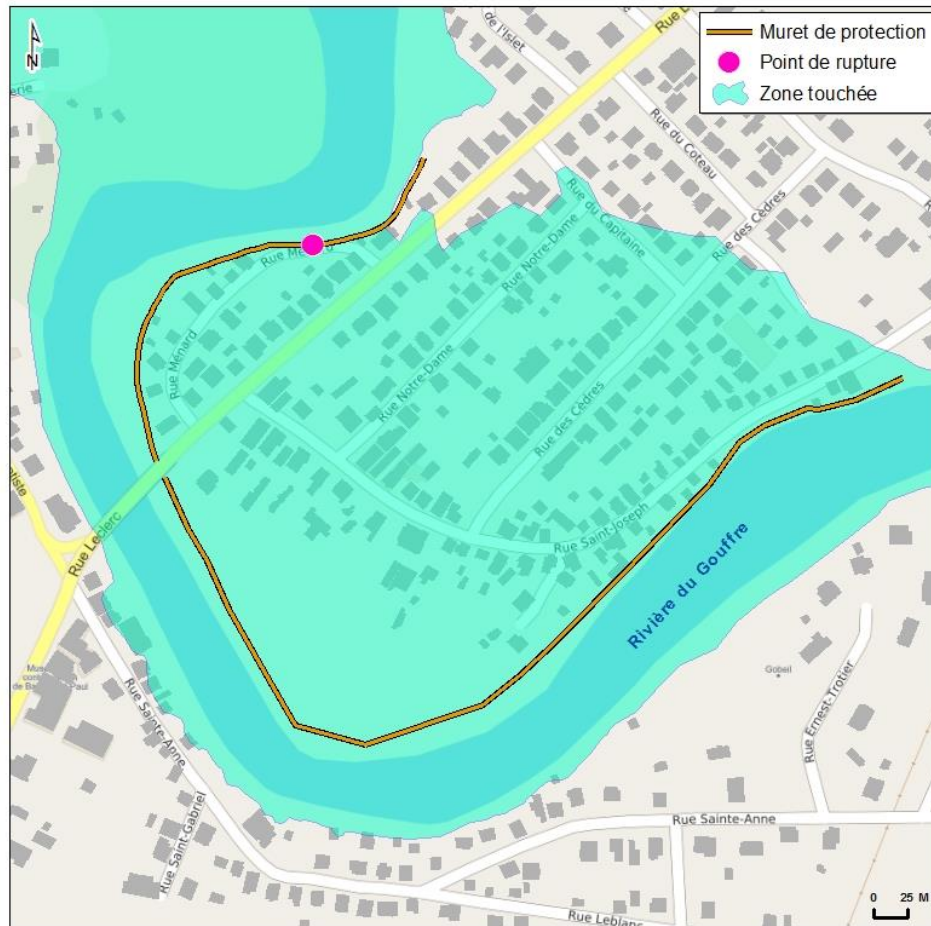 N
Rue L
de l'Islet
Muret de protection
Point de rupture
Zone touchée
erie
Rue du Coteau
Rue du Capitaine
Rue des Cèdres
Rue Notre-Dame
Rue Ménard
Rue Notre-Dame
Rue des Cèdres
Rue Leclerc
Rue Saint-Joseph
Rivière du Gouffre
Gobeil
Rue Ernest-Trotier
Rue Sainte-Anne
Rue Saint-Gabriel
Rue Sainte-Anne
Rue Leblanc
0 25 M